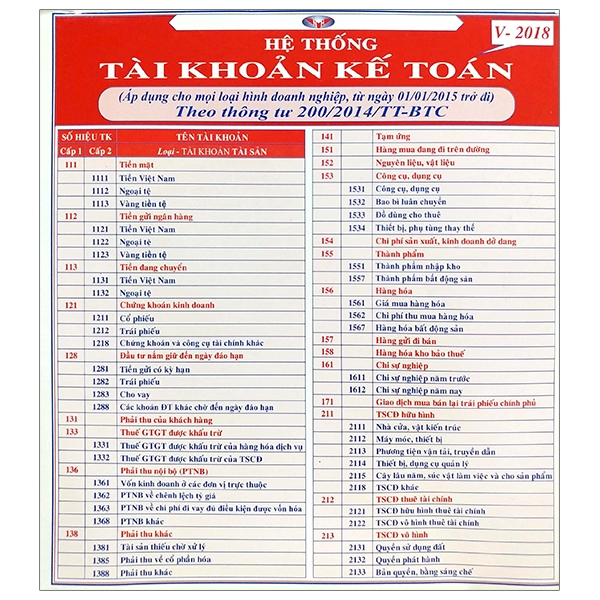 V- 2018
HỆ THỐNG
TÀI KHOẢN KẾ TOÁN
(Áp dụng cho mọi loại hình doanh nghiệp, từ ngày 01/01/2015 trở đi)
Theo thông tư 200/2014/TT-BTC
SỐ HIỆU TK TÊN TÀI KHOẢN
Cấp 1 Cấp 2 Loại - TÀI KHOẢN TÀI SẢN
111 Tiền mặt
1111 Tiền Việt Nam
1112 Ngoại tệ
1113 Vàng tiền tệ
112 Tiền gửi ngân hàng
1121 Tiền Việt Nam
1122 Ngoại tệ
1123 Vàng tiền tệ
113 Tiền đang chuyển
1131 Tiền Việt Nam
1132 Ngoại tệ
121 Chứng khoán kinh doanh
1211 Cổ phiếu
1212 Trái phiếu
1218 Chứng khoán và công cụ tài chính khác
128 Đầu tư nắm giữ đến ngày đáo hạn
1281 Tiền gửi có kỳ hạn
1282 Trái phiếu
1283 Cho vay
1288 Các khoản ĐT khác chờ đến ngày đáo hạn
131 Phải thu của khách hàng
133 Thuế GTGT được khấu trừ
1331 Thuế GTGT được khấu trừ của hàng hóa dịch vụ
1332 Thuế GTGT được khấu trừ của TSCĐ
136 Phải thu nội bộ (PTNB)
1361 Vốn kinh doanh ở các đơn vị trực thuộc
1362 PTNB về chênh lệch tỷ giá
1363 PTNB về chi phí đi vay đủ điều kiện được vốn hóa
1368 PTNB khác
138 Phải thu khác
1381 Tài sản thiếu chờ xử lý
1385 Phải thu về cổ phần hóa
1388 Phải thu khác
141 Tạm ứng
151 Hàng mua đang đi trên đường
152 Nguyên liệu, vật liệu
153 Công cụ, dụng cụ
1531 Công cụ, dụng cụ
1532 Bao bì luân chuyển
1533 Đồ dùng cho thuê
1534 Thiết bị, phụ tùng thay thế
154 Chi phí sản xuất, kinh doanh dở dang
155 Thành phẩm
1551 Thành phẩm nhập kho
1557 Thành phẩm bất động sản
156 Hàng hóa
1561 Giá mua hàng hóa
1562 Chi phí thu mua hàng hóa
1567 Hàng hóa bất động sản
157 Hàng gửi đi bán
158 Hàng hóa kho bảo thuế
161 Chi sự nghiệp
1611 Chi sự nghiệp năm trước
1612 Chi sự nghiệp năm nay
171 Giao dịch mua bán lại trái phiếu chính phủ
211 TSCĐ hữu hình
2111 Nhà cửa, vật kiến trúc
2112 Máy móc, thiết bị
2113 Phương tiện vận tải, truyền dẫn
2114 Thiết bị, dụng cụ quản lý
2115 Cây lâu năm, súc vật làm việc và cho sản phẩm
2118 TSCĐ khác
212 TSCĐ thuê tài chính
2121 TSCĐ hữu hình thuê tài chính
2122 TSCĐ vô hình thuê tài chính
213 TSCĐ vô hình
2131 Quyền sử dụng đất
2132 Quyền phát hành
2133 Bản quyền, bằng sáng chế